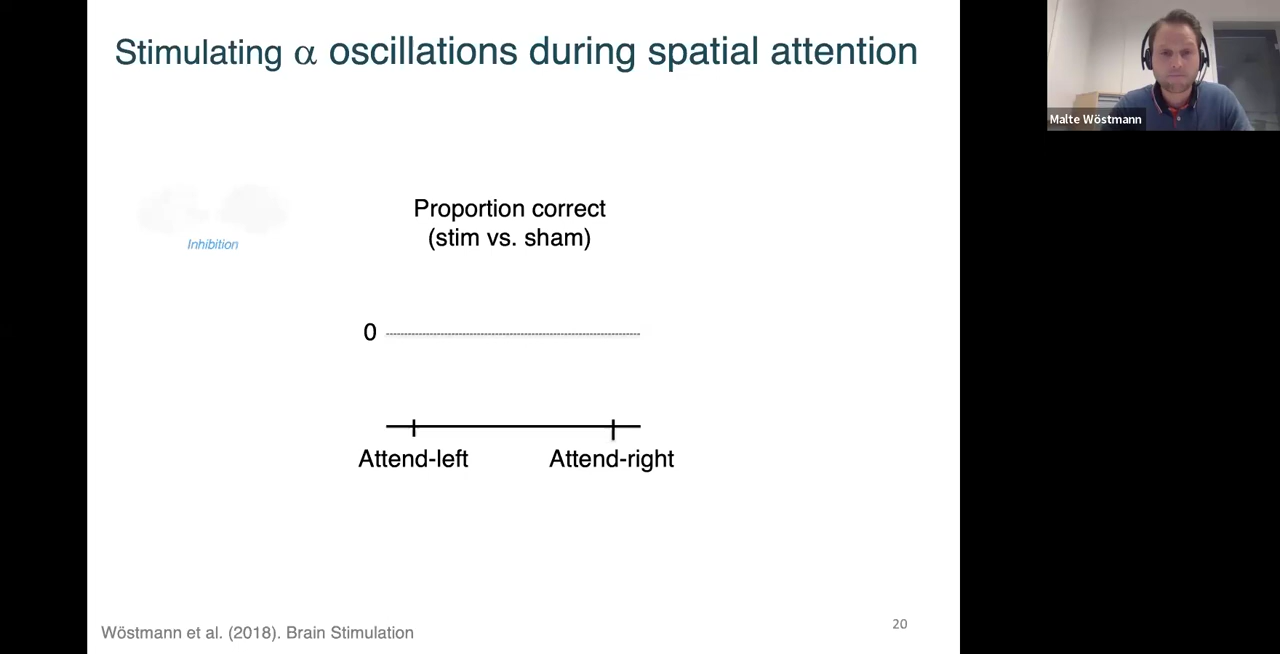 Stimulating α oscillations during spatial attention
Malte Wöstmann
Proportion correct
(stim vs. sham)
Inhibition
0
Attend-left
Attend-right
Wöstmann et al. (2018). Brain Stimulation
20